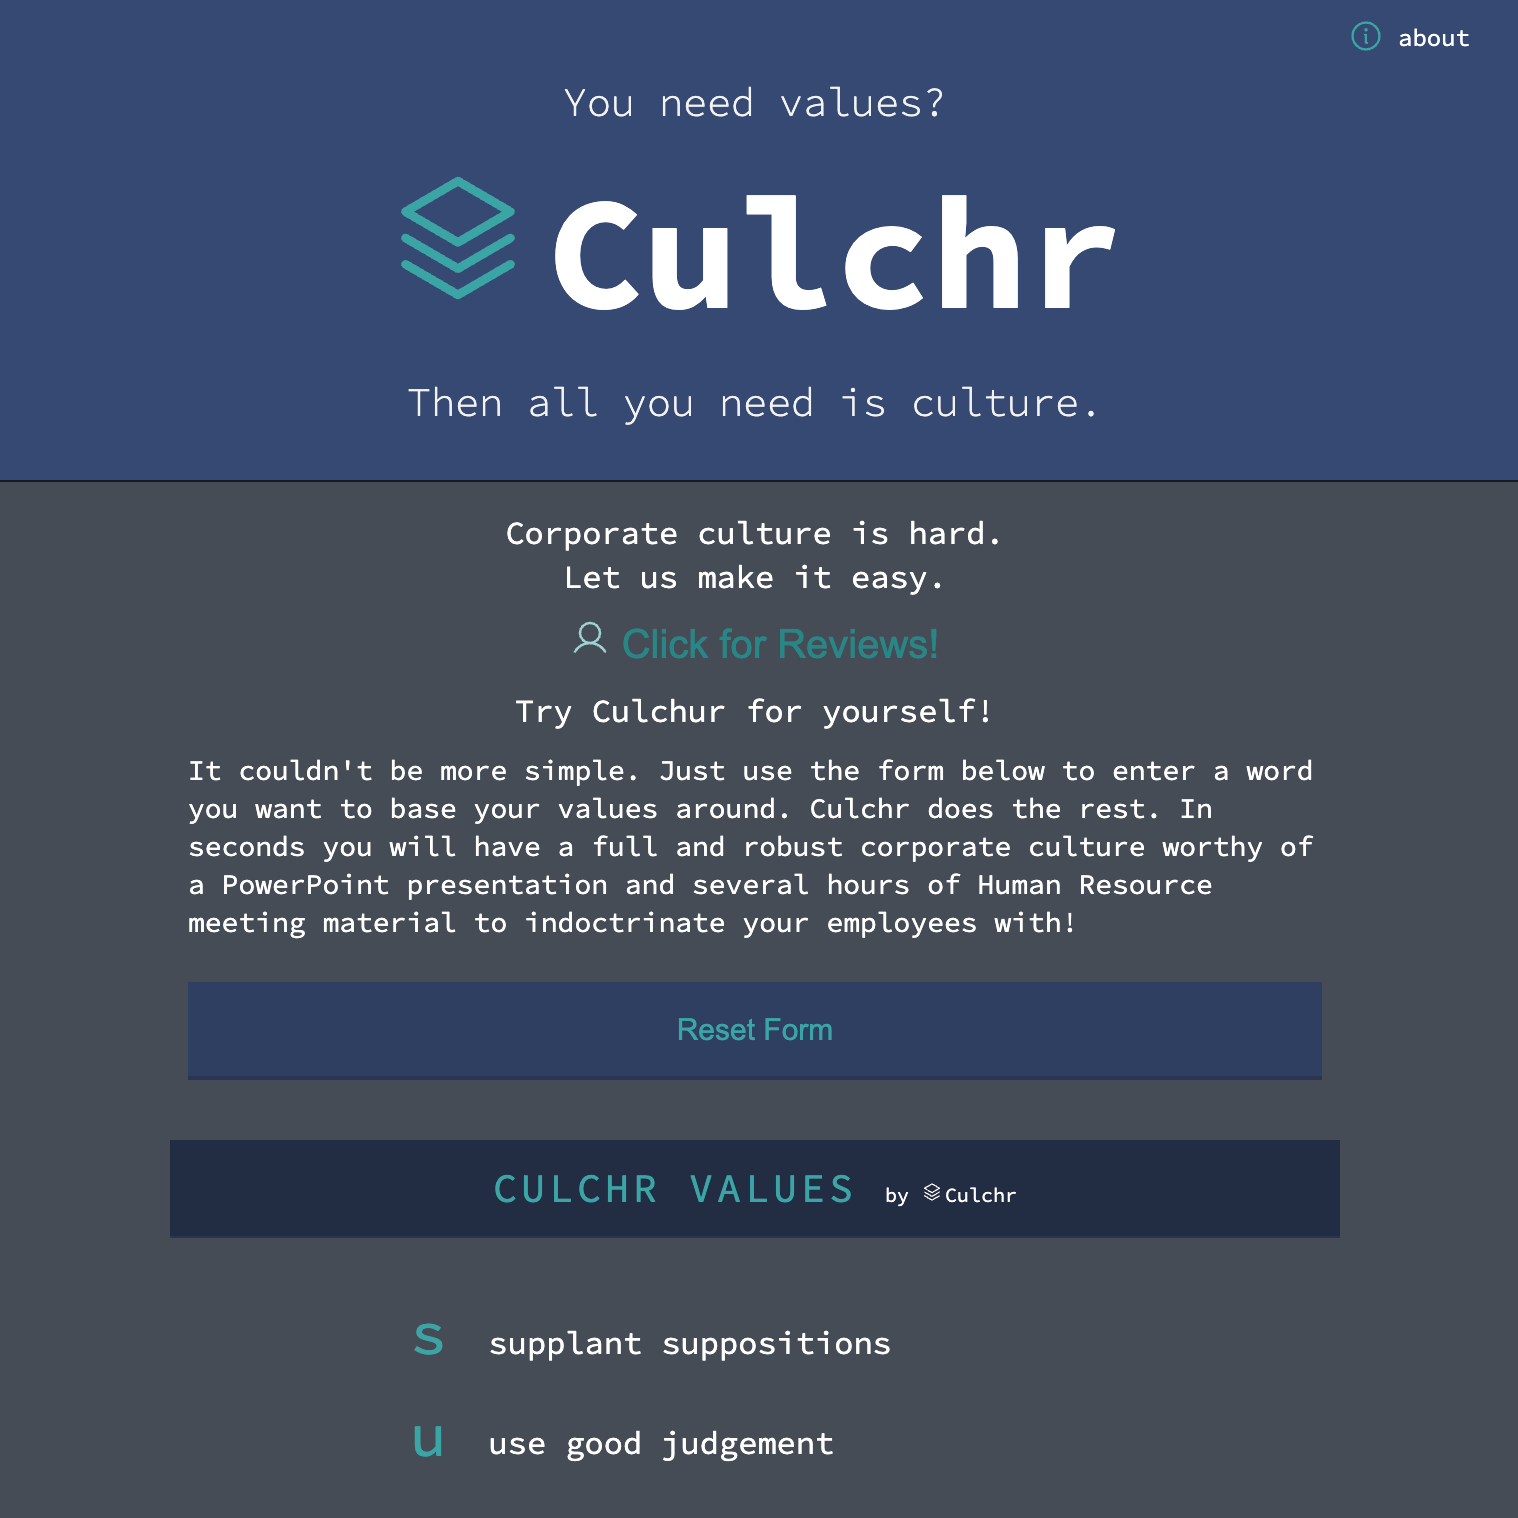 about
You need values?
Culchr
Then all you need is culture.
Corporate culture is hard.
Let us make it easy.
Click for Reviews!
Try Culchur for yourself!
It couldn't be more simple. Just use the form below to enter a word
you want to base your values around. Culchr does the rest. In
seconds you will have a full and robust corporate culture worthy of
a PowerPoint presentation and several hours of Human Resource
meeting material to indoctrinate your employees with!
Reset Form
CULCHR VALUES by Culchr
s supplant suppositions
u use good judgement